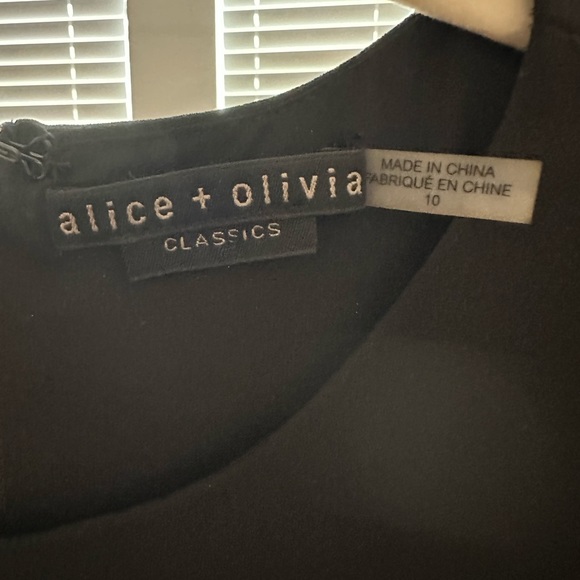 alice + olivia
CLASSICS
MADE IN CHINA
FABRIQUÉ EN CHINE
10